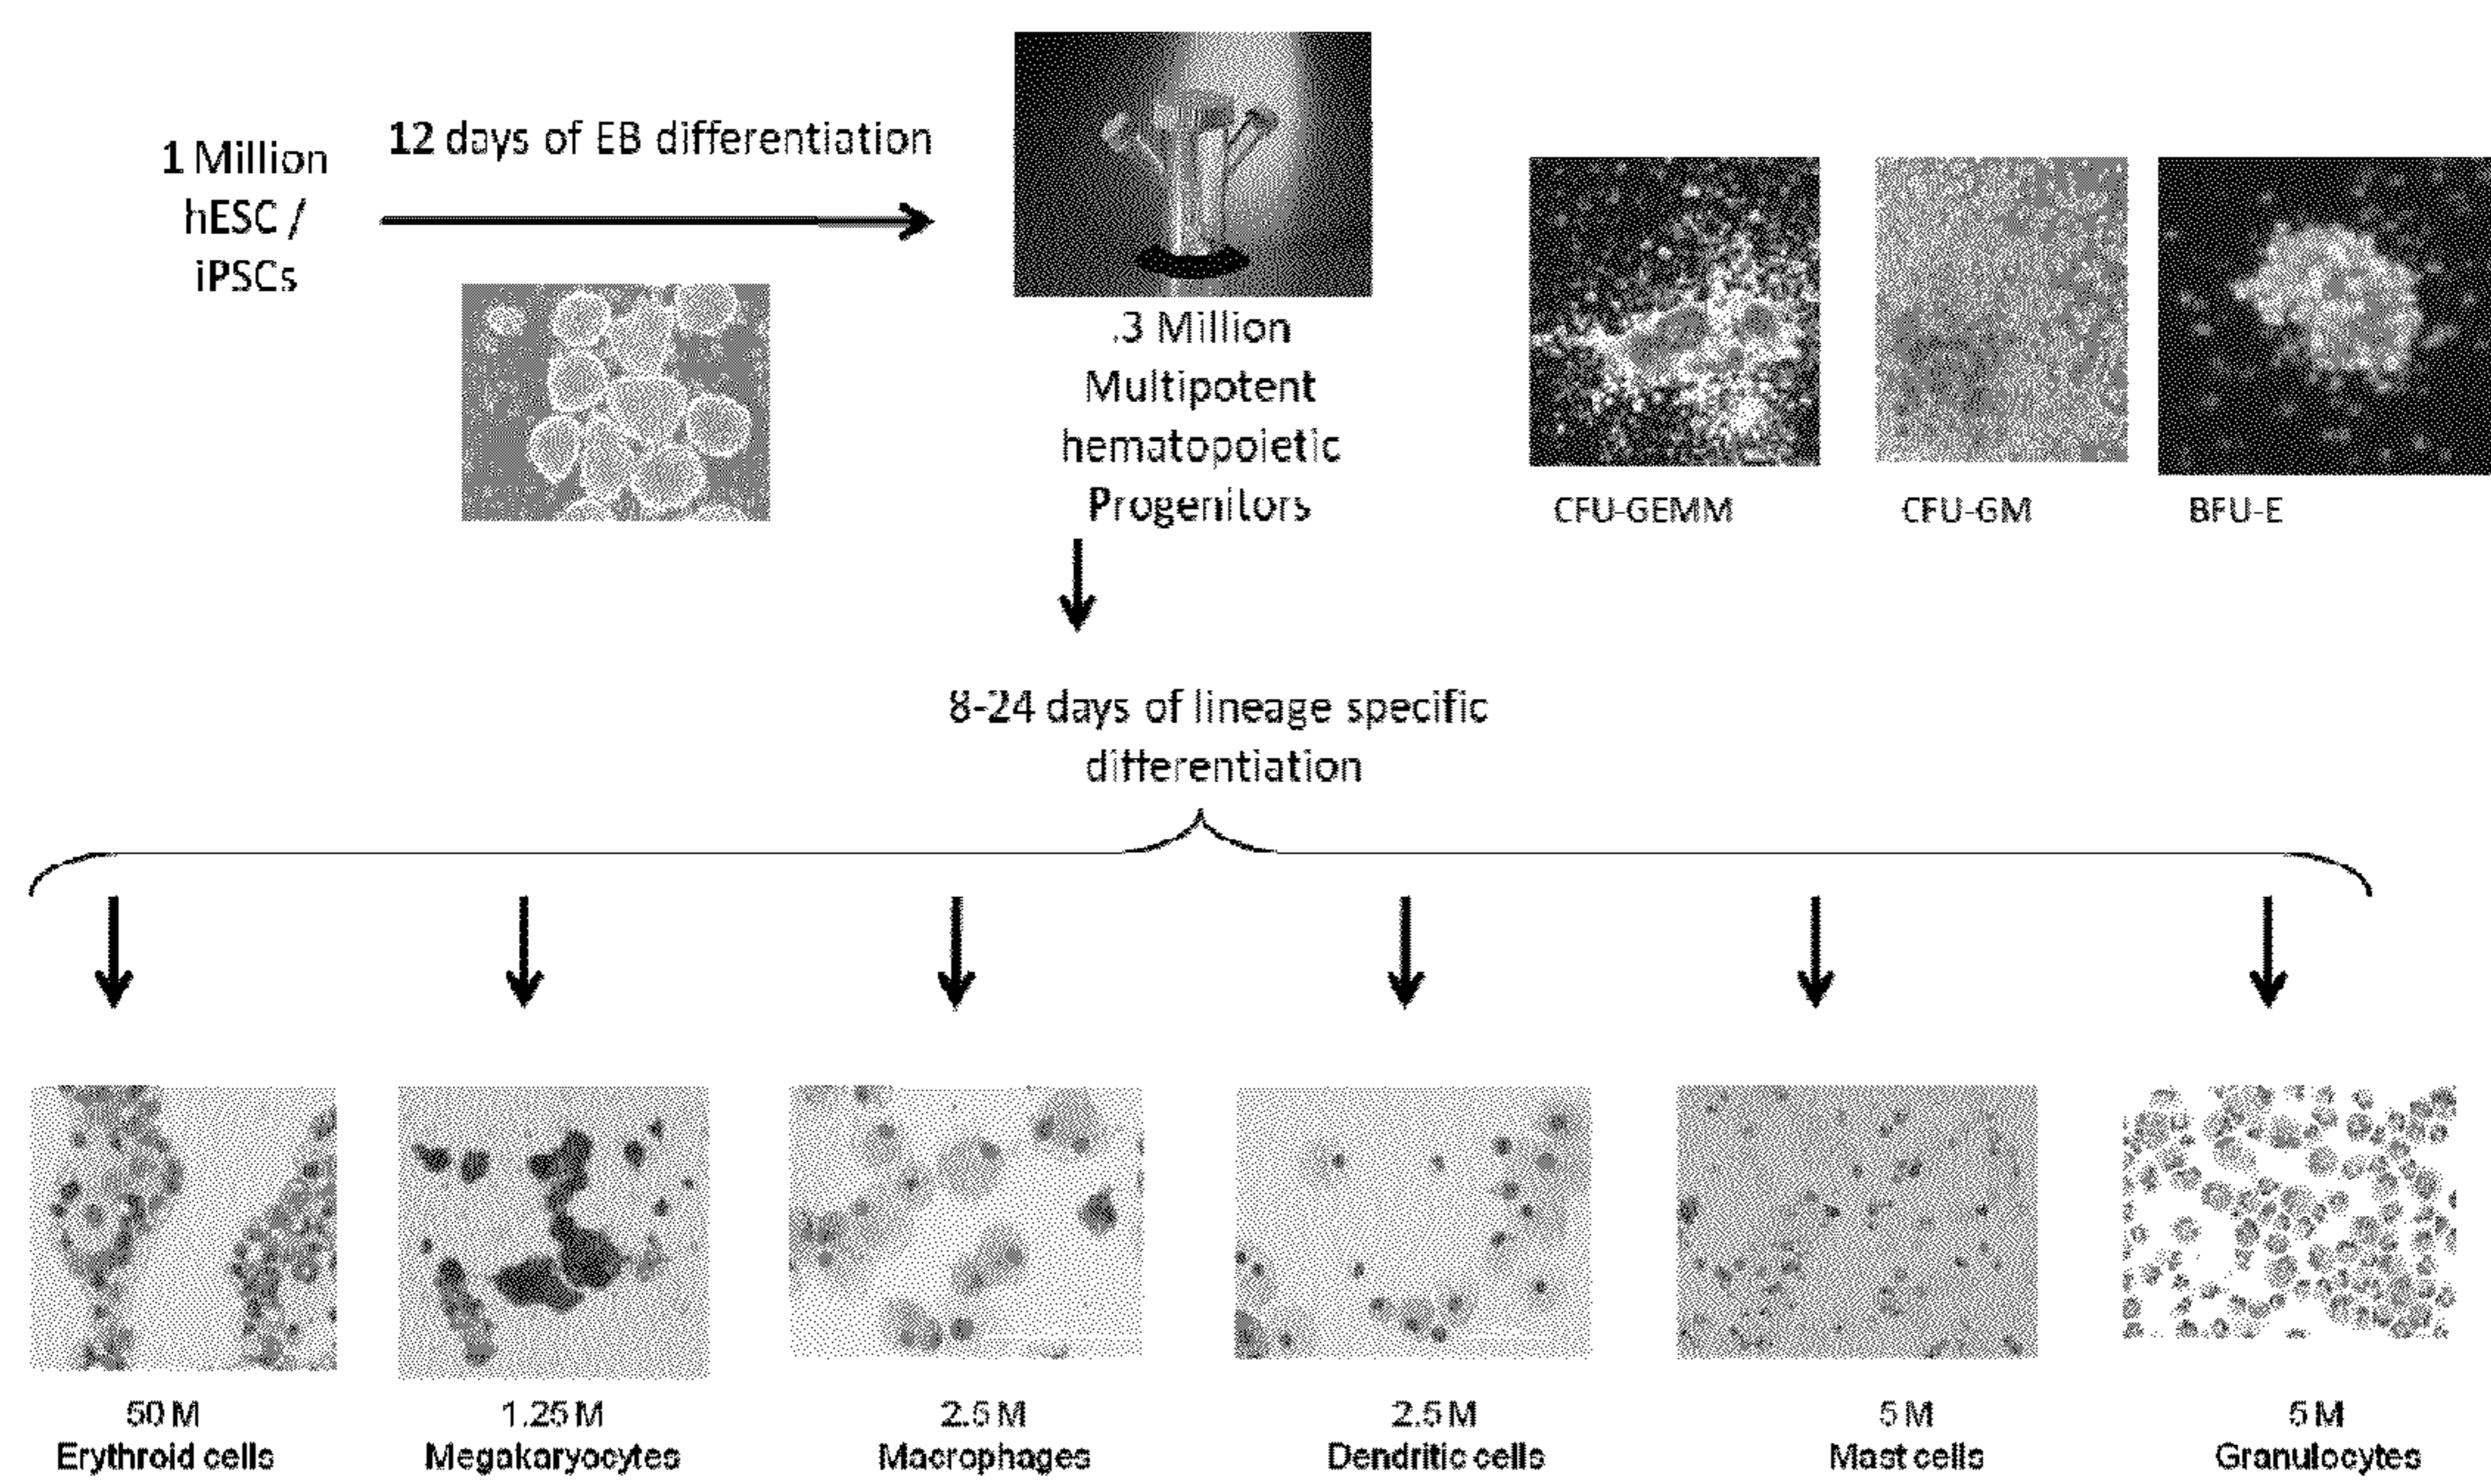 1 Million
hESC /
iPSCs
12 days of EB differentiation
.3 Million
Multipotent
hematopoietic
Progenitors
CFU-GEMM
CFU-GM
BFU-E
8-24 days of lineage specific
differentiation
50 M
Erythroid cells
1.25 M
Megakaryocytes
2.5 M
Macrophages
2.5 M
Dendritic cells
5 M
Mast cells
5 M
Granulocytes